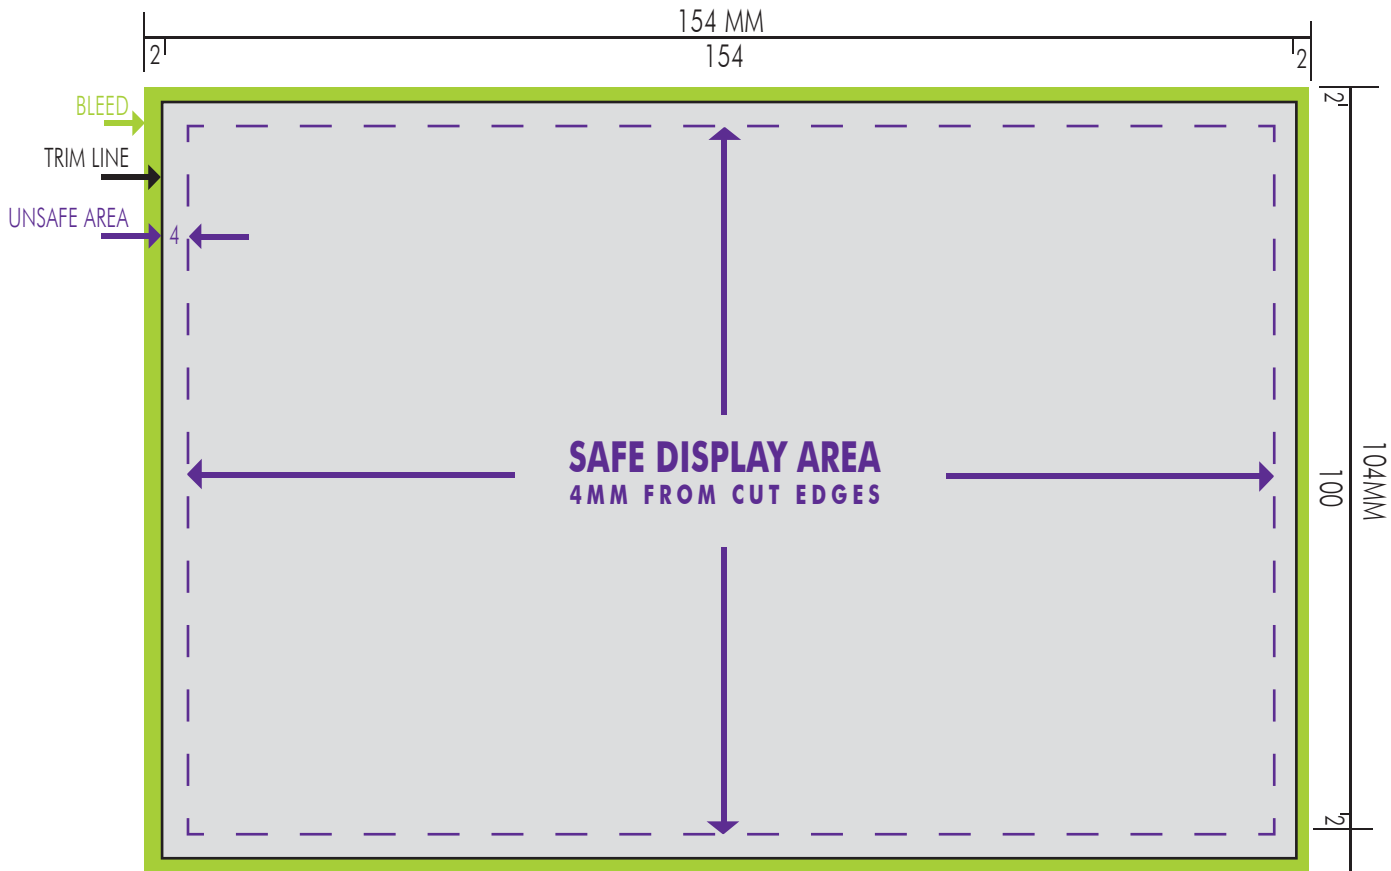 154 MM
2
154
2
BLEED
2
TRIM LINE
UNSAFE AREA
4
SAFE DISPLAY AREA
4MM FROM CUT EDGES
100
104MM
2